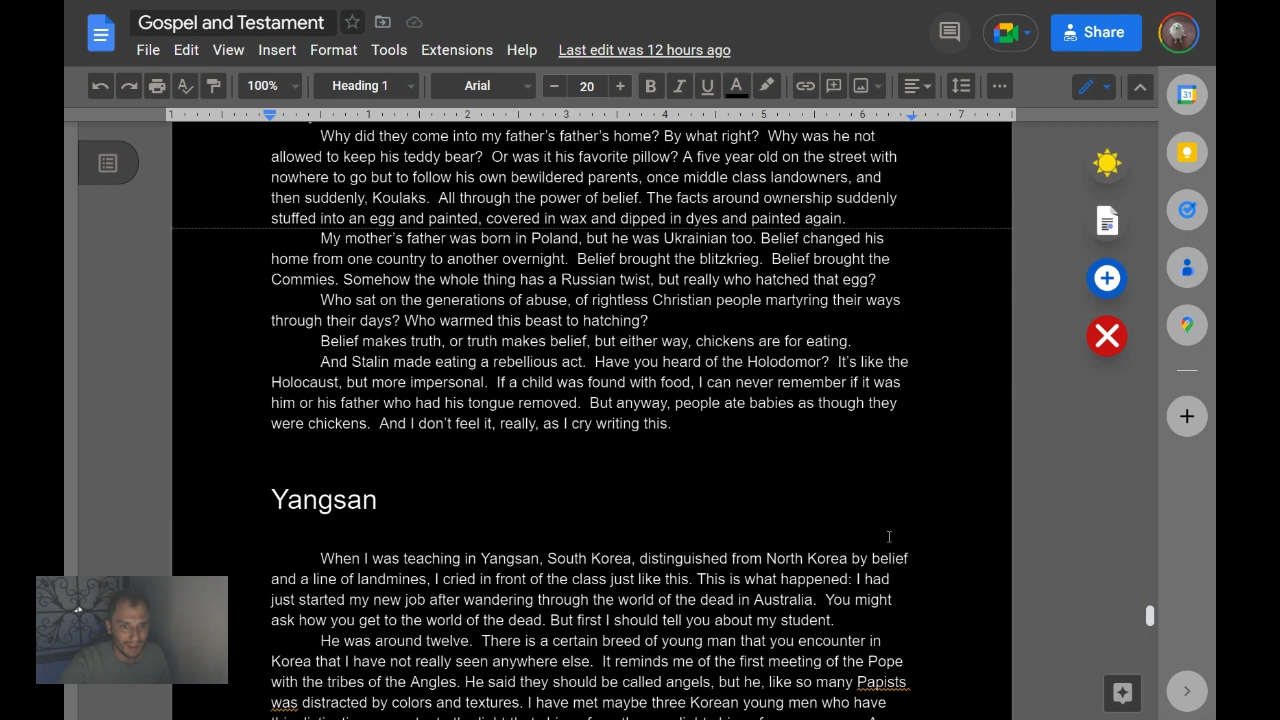 Gospel and Testament
File Edit View Insert Format Tools Extensions Help Last edit was 12 hours ago
Share
100% Heading 1 Arial 20 B I U A
1 1 2 3 4 5 6 7
31
Why did they come into my father's father's home? By what right?  Why was he not
allowed to keep his teddy bear?  Or was it his favorite pillow? A five year old on the street with
nowhere to go but to follow his own bewildered parents, once middle class landowners, and
then suddenly, Koulaks.  All through the power of belief. The facts around ownership suddenly
stuffed into an egg and painted, covered in wax and dipped in dyes and painted again.
My mother's father was born in Poland, but he was Ukrainian too. Belief changed his
home from one country to another overnight.  Belief brought the blitzkrieg.  Belief brought the
Commies. Somehow the whole thing has a Russian twist, but really who hatched that egg?
Who sat on the generations of abuse, of rightless Christian people martyring their ways
through their days? Who warmed this beast to hatching?
Belief makes truth, or truth makes belief, but either way, chickens are for eating.
And Stalin made eating a rebellious act.  Have you heard of the Holodomor?  It's like the
Holocaust, but more impersonal.  If a child was found with food, I can never remember if it was
him or his father who had his tongue removed.  But anyway, people ate babies as though they
were chickens.  And I don't feel it, really, as I cry writing this.
Yangsan
When I was teaching in Yangsan, South Korea, distinguished from North Korea by belief
and a line of landmines, I cried in front of the class just like this. This is what happened: I had
just started my new job after wandering through the world of the dead in Australia.  You might
ask how you get to the world of the dead. But first I should tell you about my student.
He was around twelve.  There is a certain breed of young man that you encounter in
Korea that I have not really seen anywhere else.  It reminds me of the first meeting of the Pope
with the tribes of the Angles. He said they should be called angels, but he, like so many Papists
was distracted by colors and textures. I have met maybe three Korean young men who have